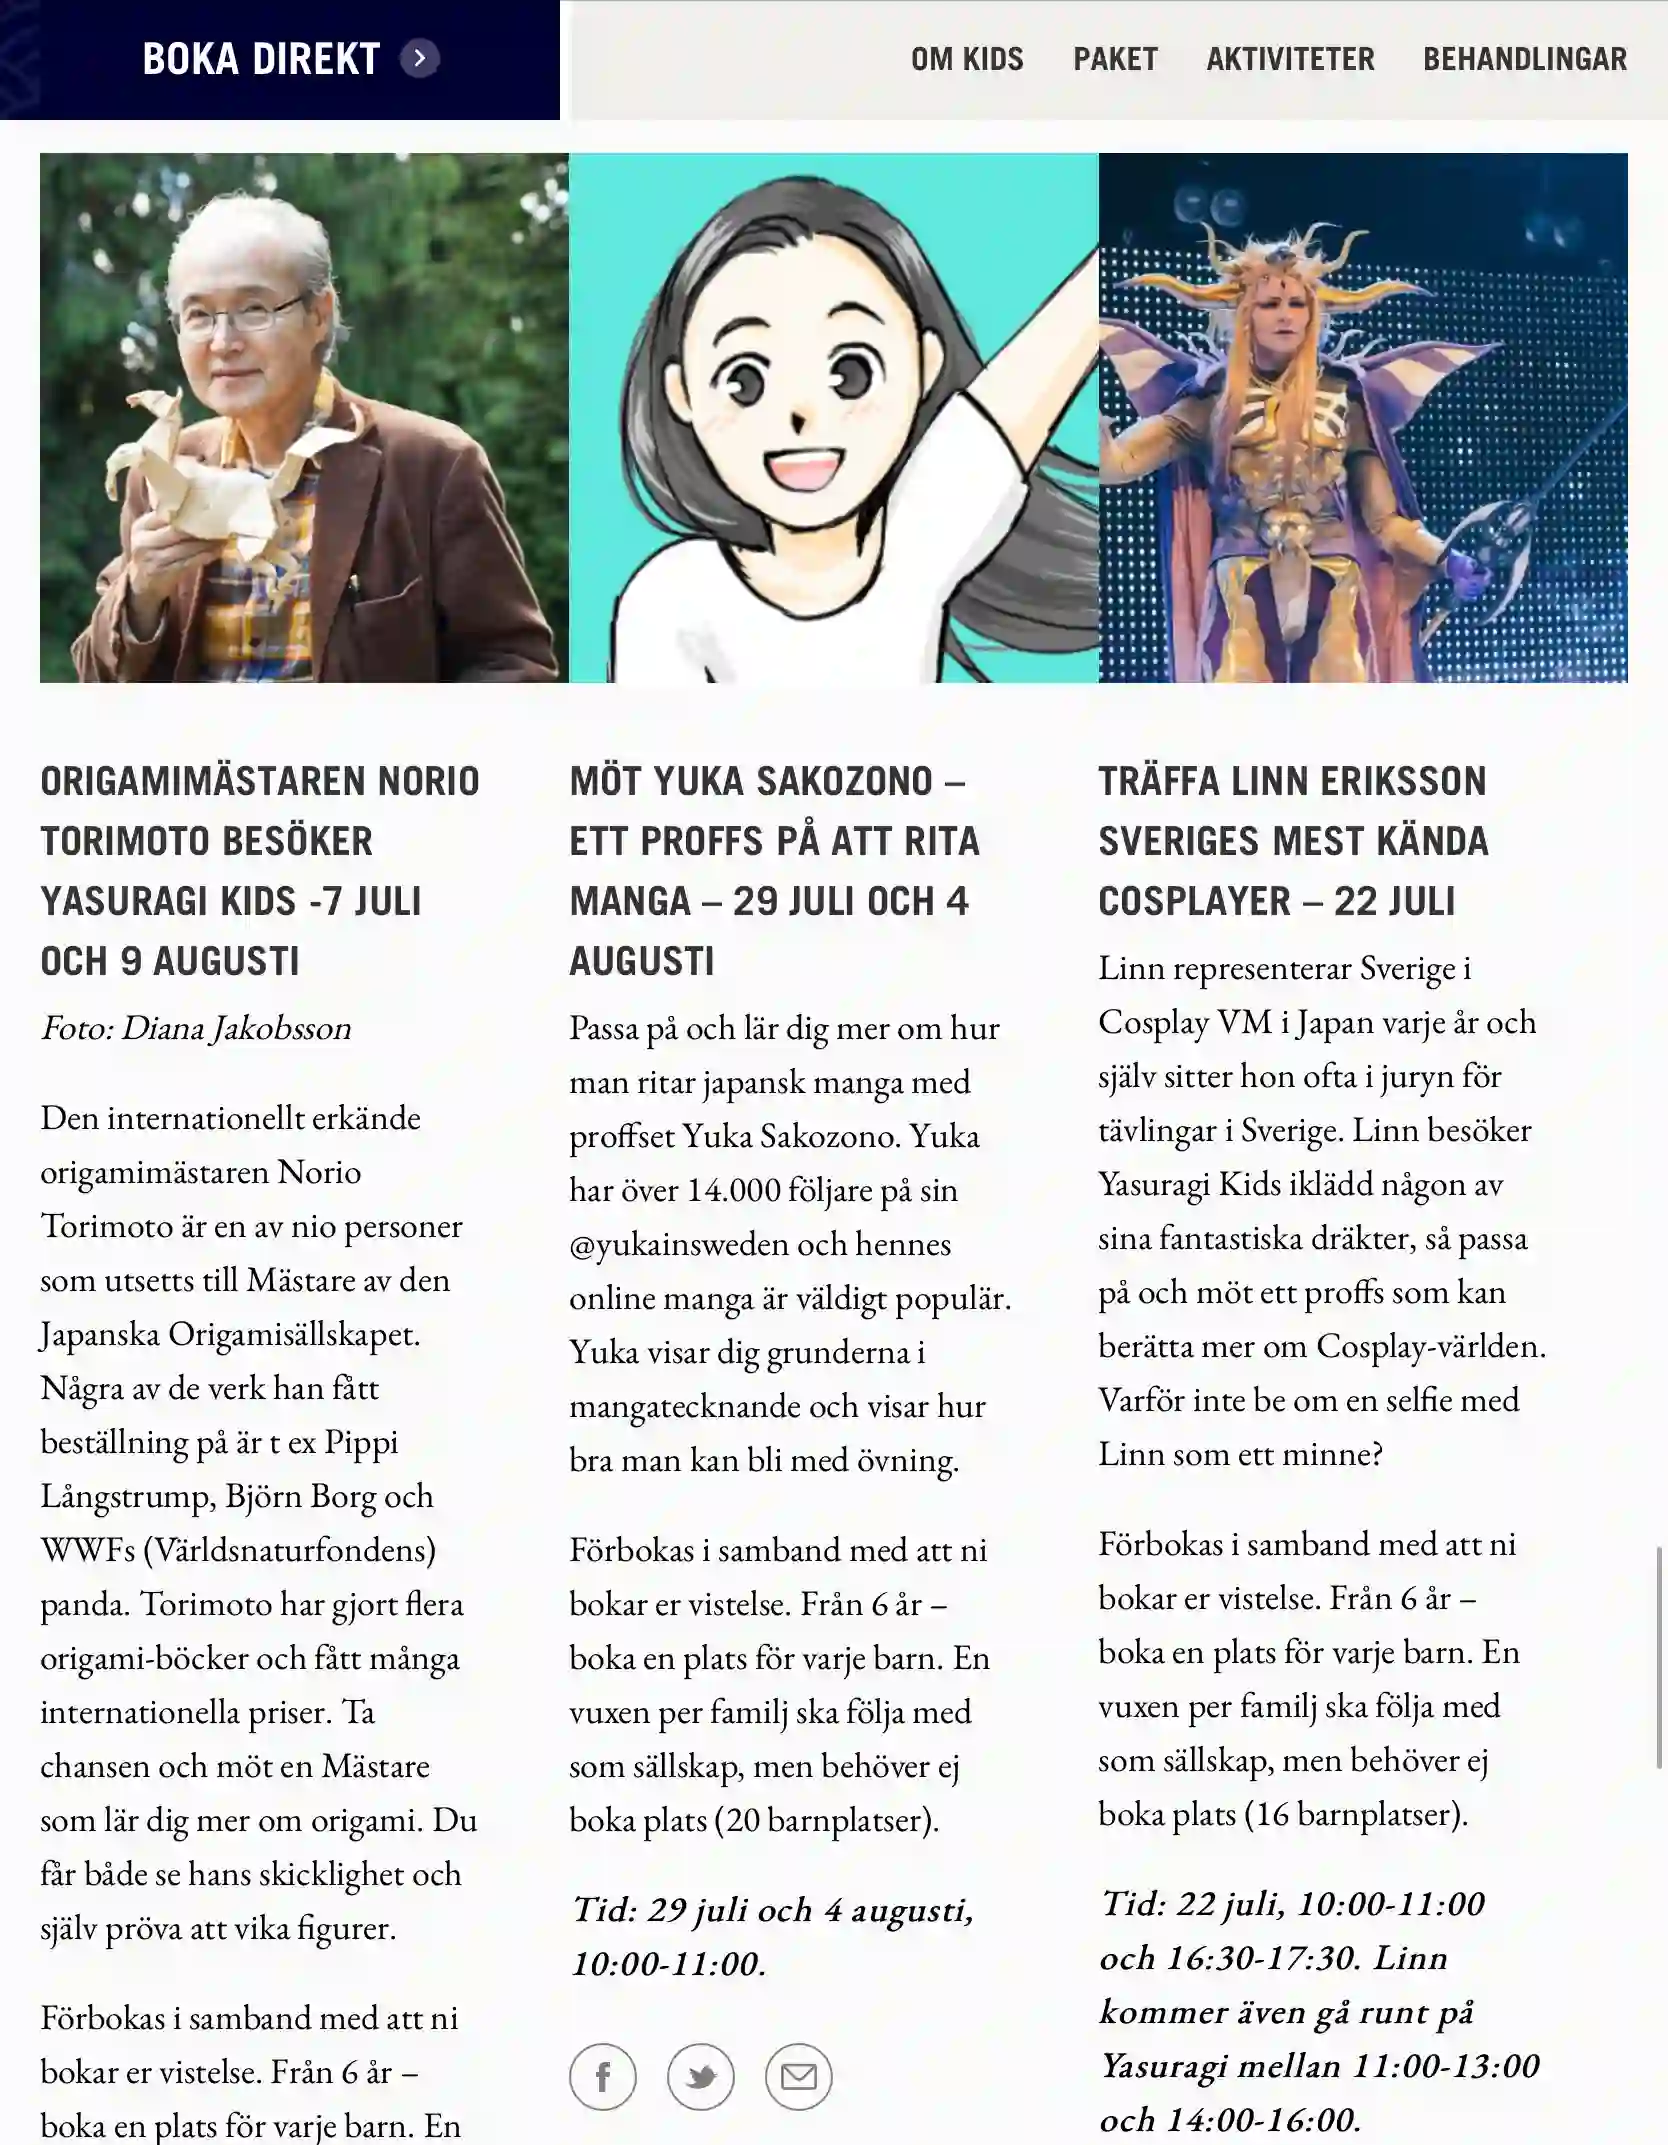 BOKA DIREKT
OM KIDS PAKET AKTIVITETER BEHANDLINGAR
ORIGAMIMÄSTAREN NORIO
TORIMOTO BESÖKER
YASURAGI KIDS -7 JULI
OCH 9 AUGUSTI
Foto: Diana Jakobsson
Den internationellt erkände
origamimästaren Norio
Torimoto är en av nio personer
som utsetts till Mästare av den
Japanska Origamisällskapet.
Några av de verk han fått
beställning på är t ex Pippi
Långstrump, Björn Borg och
WWFs (Världsnaturfondens)
panda. Torimoto har gjort flera
origami-böcker och fått många
internationella priser. Ta
chansen och möt en Mästare
som lär dig mer om origami. Du
får både se hans skicklighet och
själv pröva att vika figurer.
Förbokas i samband med att ni
bokar er vistelse. Från 6 år –
boka en plats för varje barn. En
MÖT YUKA SAKOZONO –
ETT PROFFS PÅ ATT RITA
MANGA – 29 JULI OCH 4
AUGUSTI
Passa på och lär dig mer om hur
man ritar japansk manga med
proffset Yuka Sakozono. Yuka
har över 14.000 följare på sin
@yukainsweden och hennes
online manga är väldigt populär.
Yuka visar dig grunderna i
mangatecknande och visar hur
bra man kan bli med övning.
Förbokas i samband med att ni
bokar er vistelse. Från 6 år –
boka en plats för varje barn. En
vuxen per familj ska följa med
som sällskap, men behöver ej
boka plats (20 barnplatser).
Tid: 29 juli och 4 augusti,
10:00-11:00.
TRÄFFA LINN ERIKSSON
SVERIGES MEST KÄNDA
COSPLAYER – 22 JULI
Linn representerar Sverige i
Cosplay VM i Japan varje år och
själv sitter hon ofta i juryn för
tävlingar i Sverige. Linn besöker
Yasuragi Kids iklädd någon av
sina fantastiska dräkter, så passa
på och möt ett proffs som kan
berätta mer om Cosplay-världen.
Varför inte be om en selfie med
Linn som ett minne?
Förbokas i samband med att ni
bokar er vistelse. Från 6 år –
boka en plats för varje barn. En
vuxen per familj ska följa med
som sällskap, men behöver ej
boka plats (16 barnplatser).
Tid: 22 juli, 10:00-11:00
och 16:30-17:30. Linn
kommer även gå runt på
Yasuragi mellan 11:00-13:00
och 14:00-16:00.